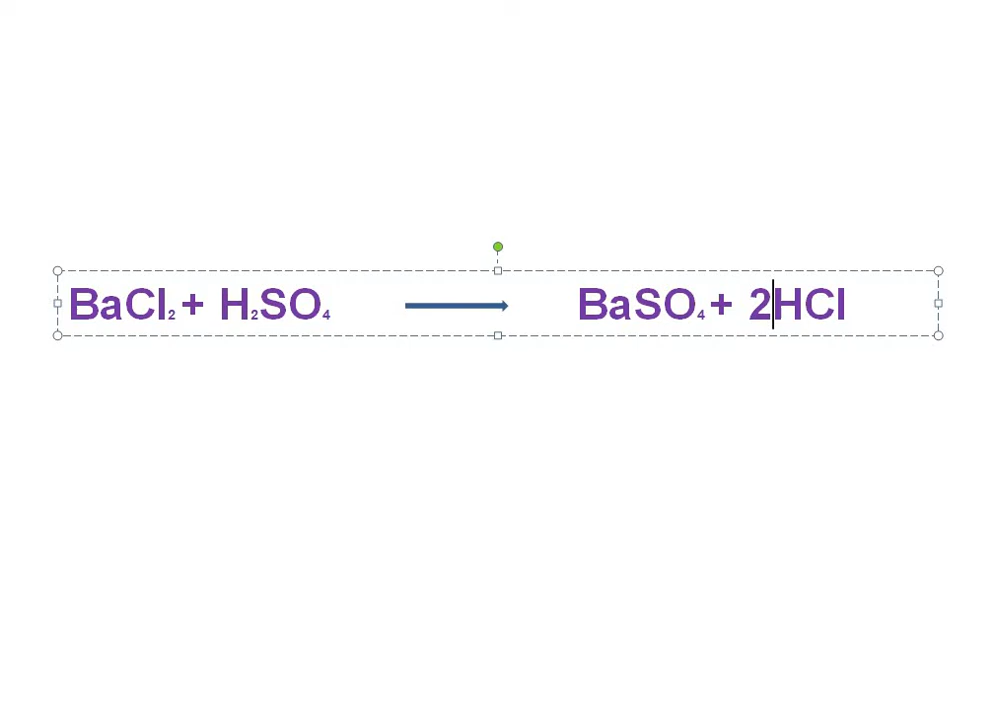 BaCl₂ + H₂SO₄ ⟶ BaSO₄ + 2HCl